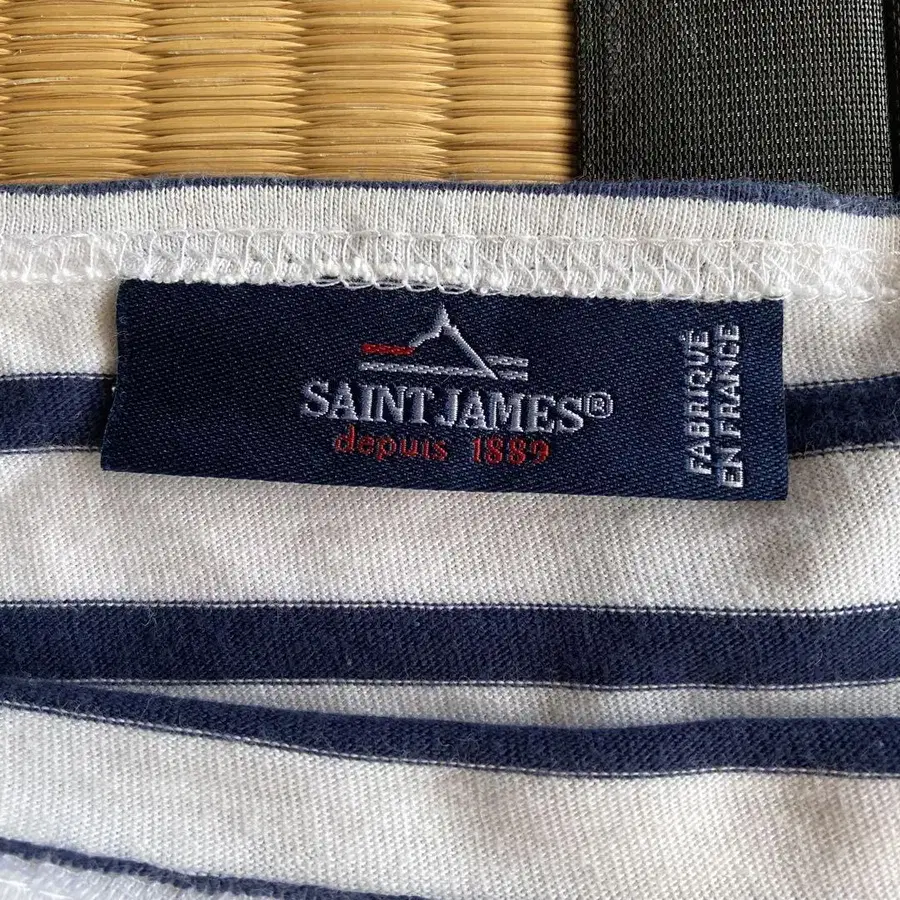 SAINT JAMES®
depuis 1889
FABRIQUÉ
EN FRANCE